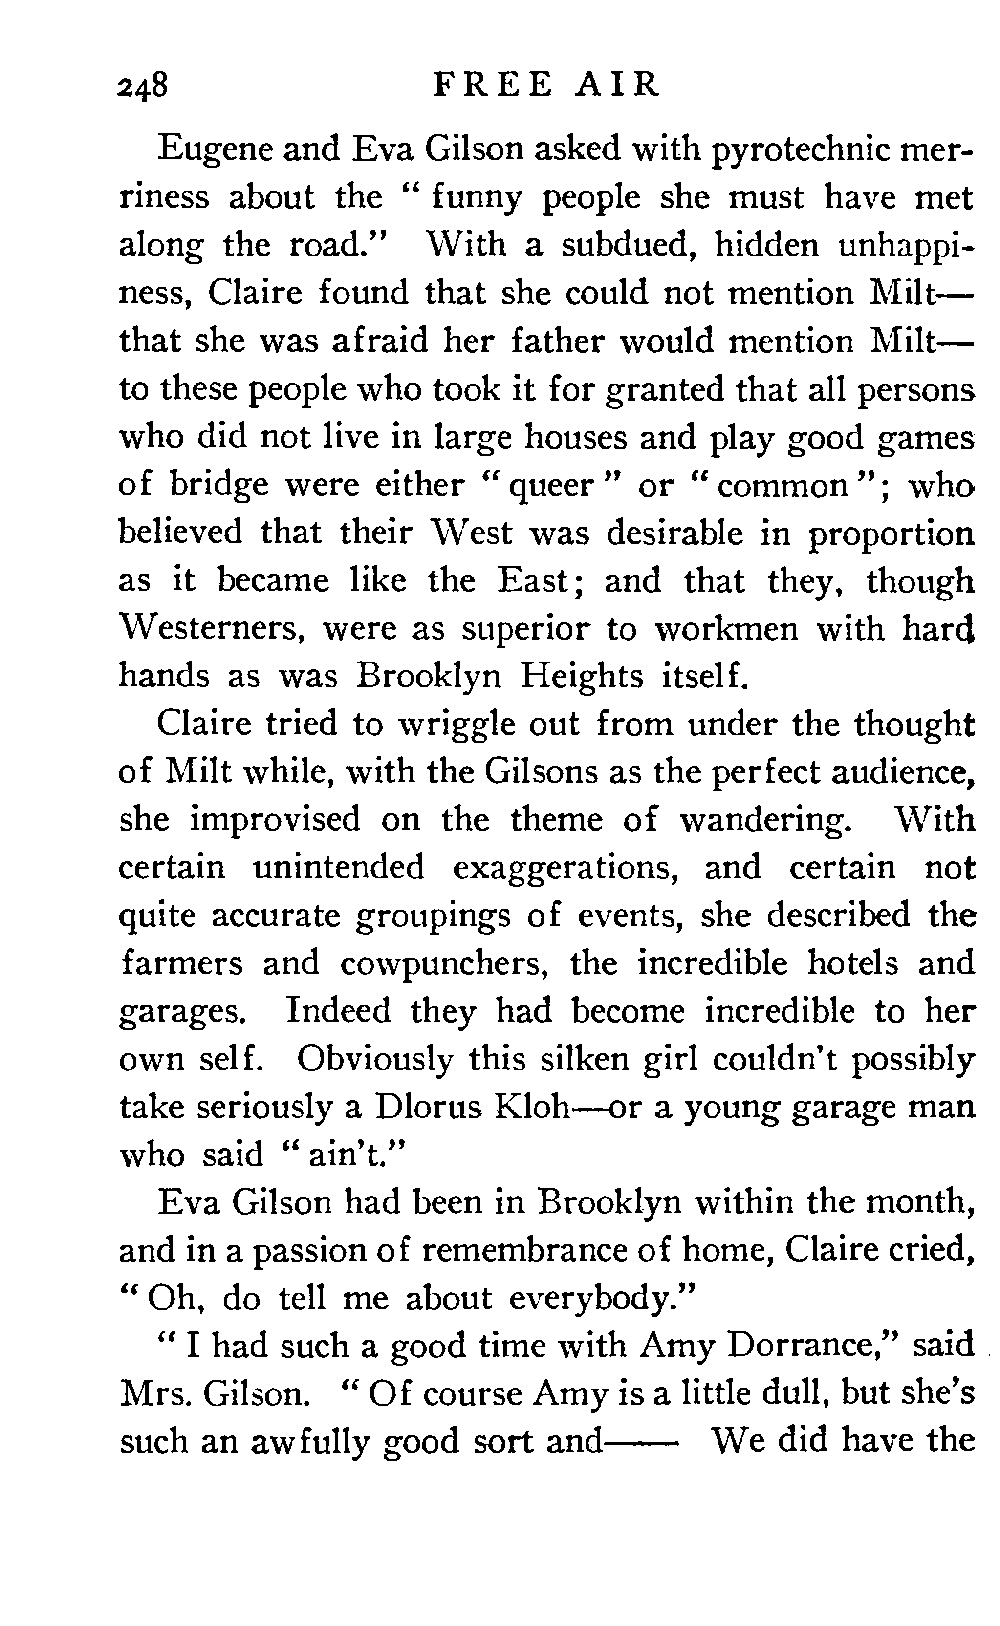 248 FREE AIR
Eugene and Eva Gilson asked with pyrotechnic mer-
riness about the " funny people she must have met
along the road." With a subdued, hidden unhappi-
ness, Claire found that she could not mention Milt—
that she was afraid her father would mention Milt—
to these people who took it for granted that all persons
who did not live in large houses and play good games
of bridge were either " queer " or " common "; who
believed that their West was desirable in proportion
as it became like the East; and that they, though
Westerners, were as superior to workmen with hard
hands as was Brooklyn Heights itself.
Claire tried to wriggle out from under the thought
of Milt while, with the Gilsons as the perfect audience,
she improvised on the theme of wandering. With
certain unintended exaggerations, and certain not
quite accurate groupings of events, she described the
farmers and cowpunchers, the incredible hotels and
garages. Indeed they had become incredible to her
own self. Obviously this silken girl couldn't possibly
take seriously a Dlorus Kloh—or a young garage man
who said " ain't."
Eva Gilson had been in Brooklyn within the month,
and in a passion of remembrance of home, Claire cried,
" Oh, do tell me about everybody."
" I had such a good time with Amy Dorrance," said
Mrs. Gilson. " Of course Amy is a little dull, but she's
such an awfully good sort and—— We did have the